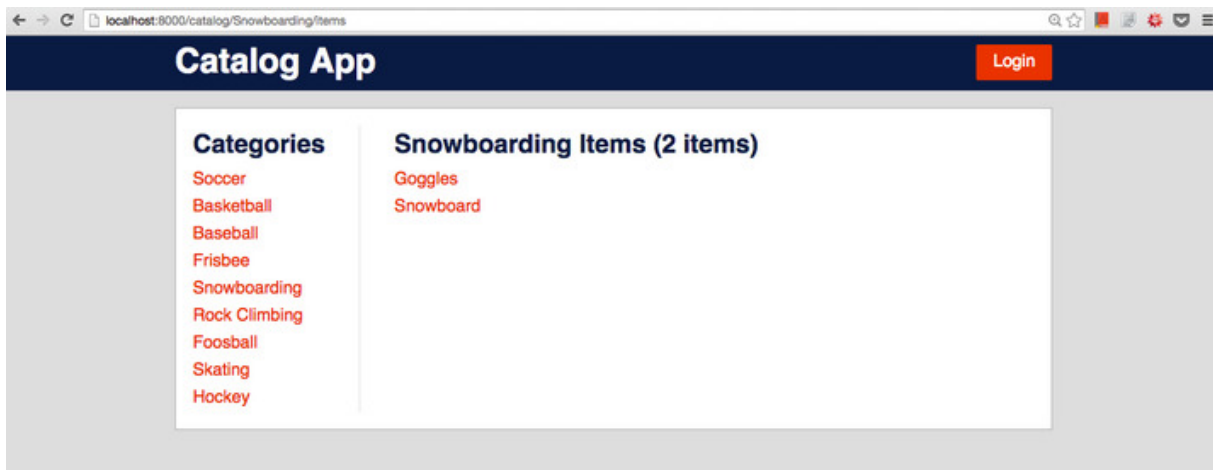 localhost:8000/catalog/Snowboarding/items
Catalog App
Login
Categories
Soccer
Basketball
Baseball
Frisbee
Snowboarding
Rock Climbing
Foosball
Skating
Hockey
Snowboarding Items (2 items)
Goggles
Snowboard